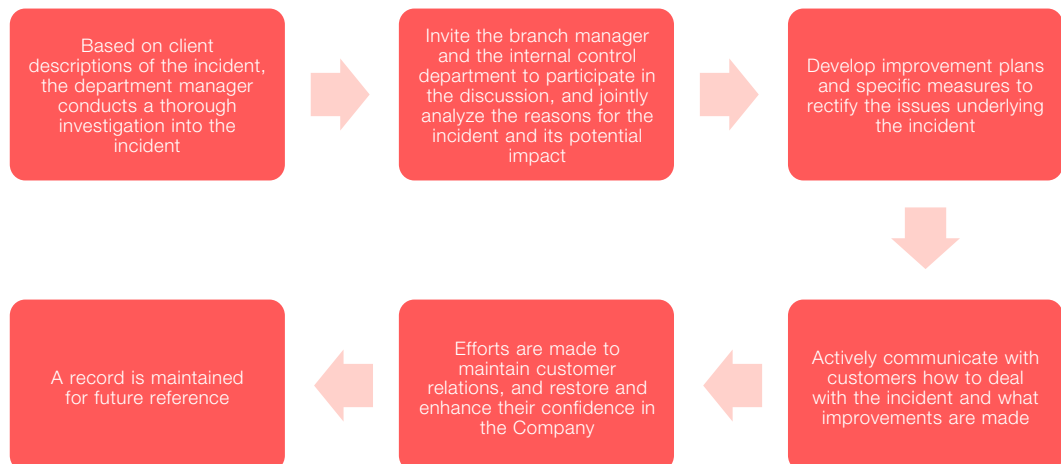 Based on client
descriptions of the incident,
the department manager
conducts a thorough
investigation into the
incident
Invite the branch manager
and the internal control
department to participate in
the discussion, and jointly
analyze the reasons for the
incident and its potential
impact
Develop improvement plans
and specific measures to
rectify the issues underlying
the incident
Actively communicate with
customers how to deal
with the incident and what
improvements are made
Efforts are made to
maintain customer
relations, and restore and
enhance their confidence in
the Company
A record is maintained
for future reference